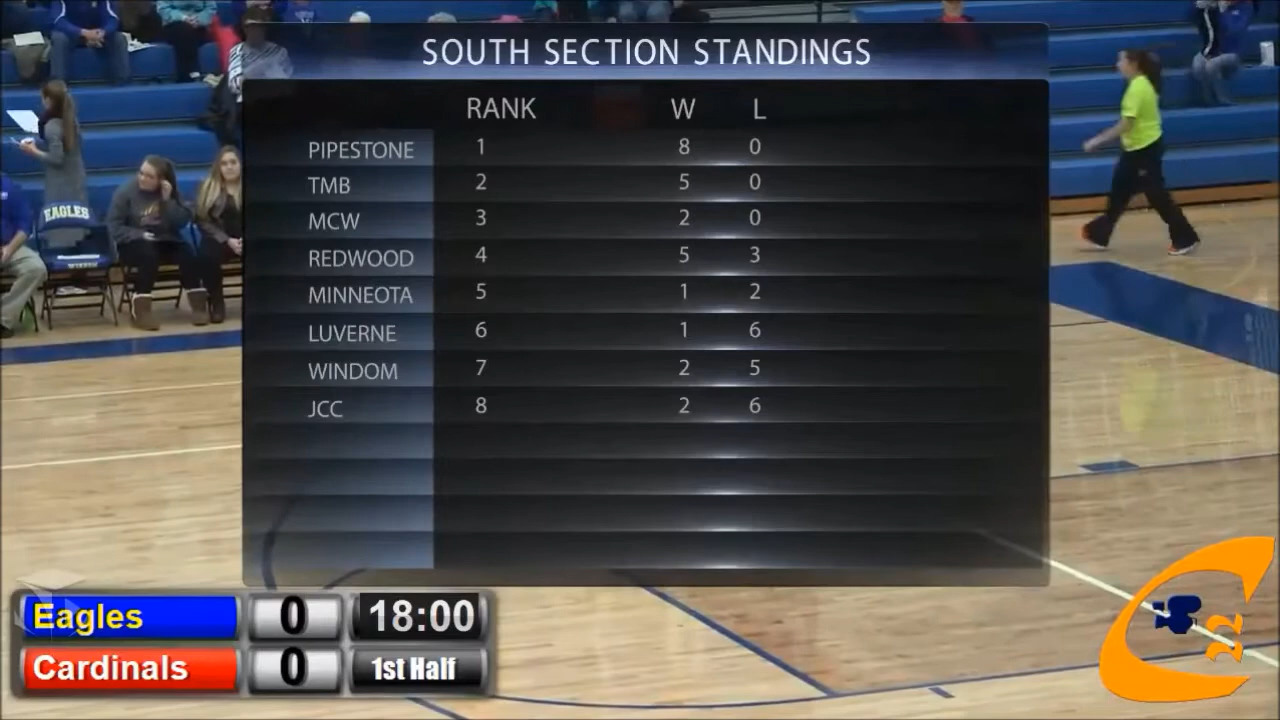 SOUTH SECTION STANDINGS
RANK W L
PIPESTONE 1 8 0
TMB 2 5 0
MCW 3 2 0
REDWOOD 4 5 3
MINNEOTA 5 1 2
LUVERNE 6 1 6
WINDOM 7 2 5
JCC 8 2 6
EAGLES
Eagles 0 18:00
Cardinals 0 1st Half
C22